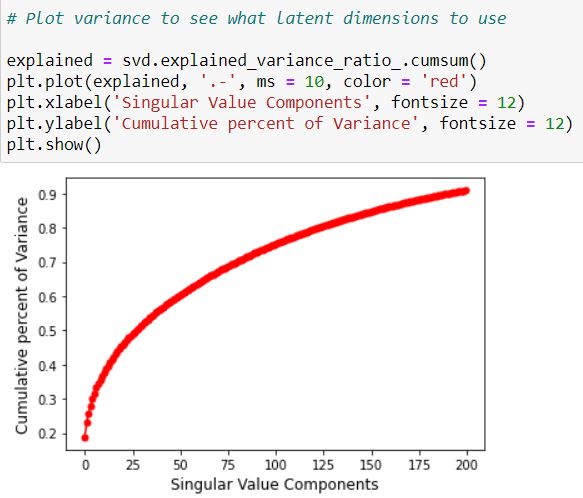 # Plot variance to see what latent dimensions to use
explained = svd.explained_variance_ratio_.cumsum()
plt.plot(explained, '.-', ms = 10, color = 'red')
plt.xlabel('Singular Value Components', fontsize = 12)
plt.ylabel('Cumulative percent of Variance', fontsize = 12)
plt.show()
Cumulative percent of Variance
0.9
0.8
0.7
0.6
0.5
0.4
0.3
0.2
0 25 50 75 100 125 150 175 200
Singular Value Components